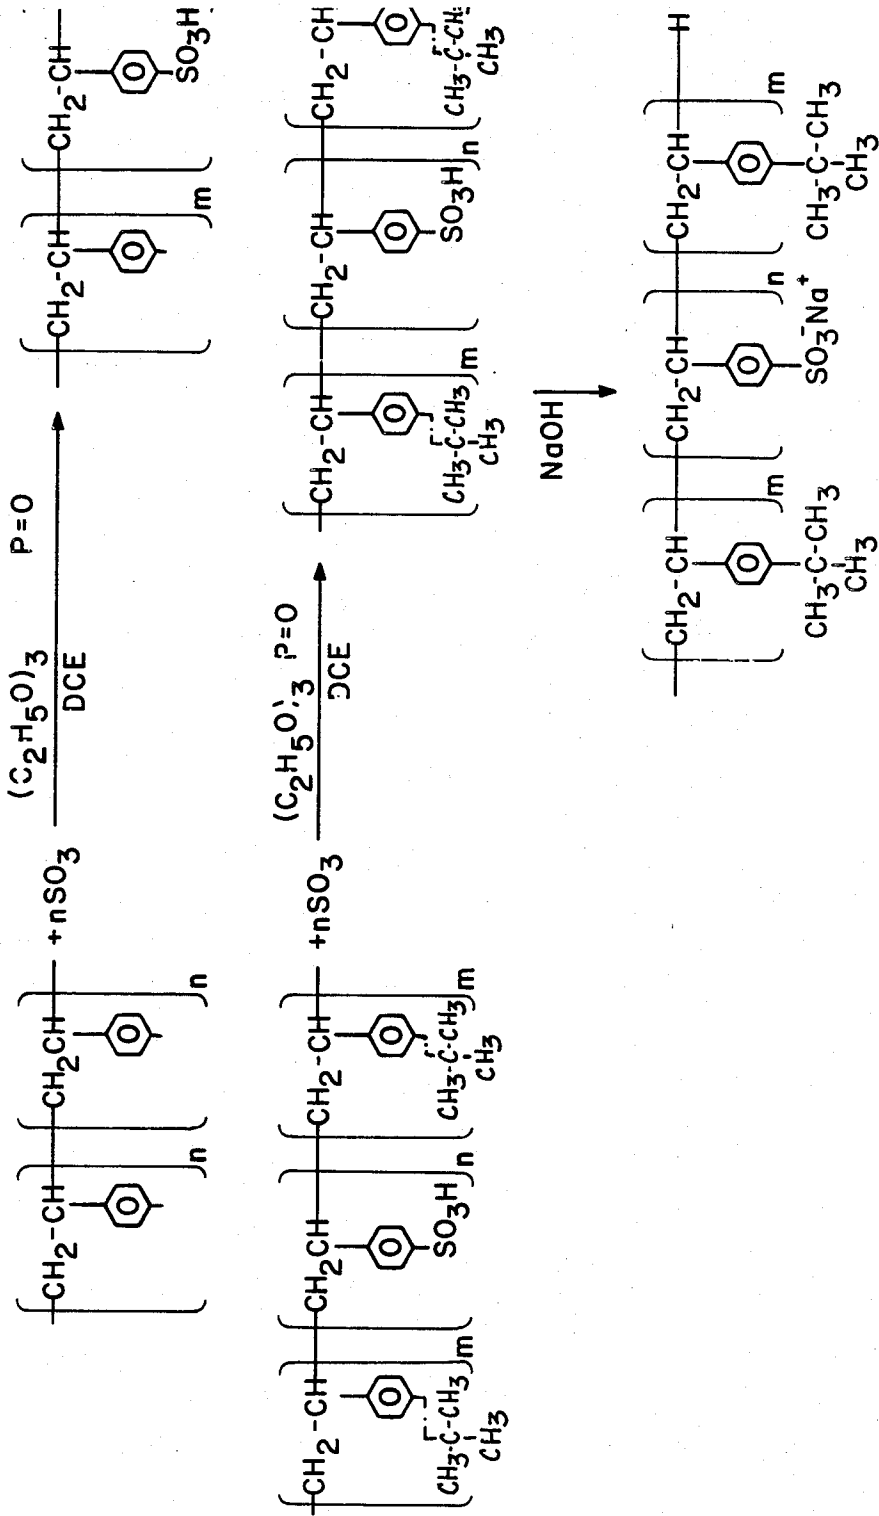 (C2H5O)3 P=O
CH2-CH CH2CH +nSO3 CH2-CH CH2-CH
DCE
SO3H
n n m
(C2H5O)3 P=O
CH2-CH CH2CH CH2-CH +nSO3 CH2-CH CH2-CH CH2-CH
DCE
CH3-C-CH3 SO3H CH3-C-CH3 CH3-C-CH3 SO3H CH3-C-CH
m n m m n
CH3 CH3 CH3 CH3
NaOH
CH2-CH CH2-CH CH2-CH H
m n m
CH3-C-CH3 SO3-Na+ CH3-C-CH3
CH3 CH3